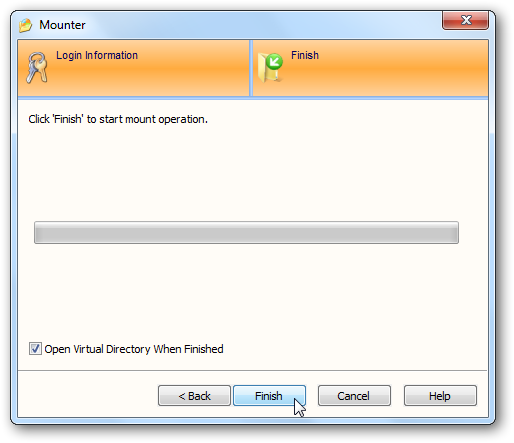 Mounter
Login Information
Finish
Click 'Finish' to start mount operation.
Open Virtual Directory When Finished
< Back
Finish
Cancel
Help